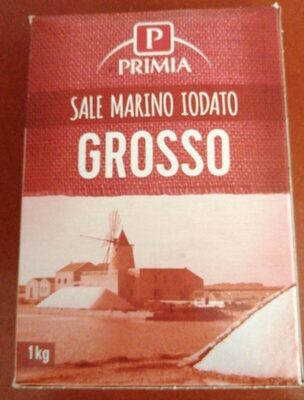 P
PRIMIA
SALE MARINO IODATO
GROSSO
1kg